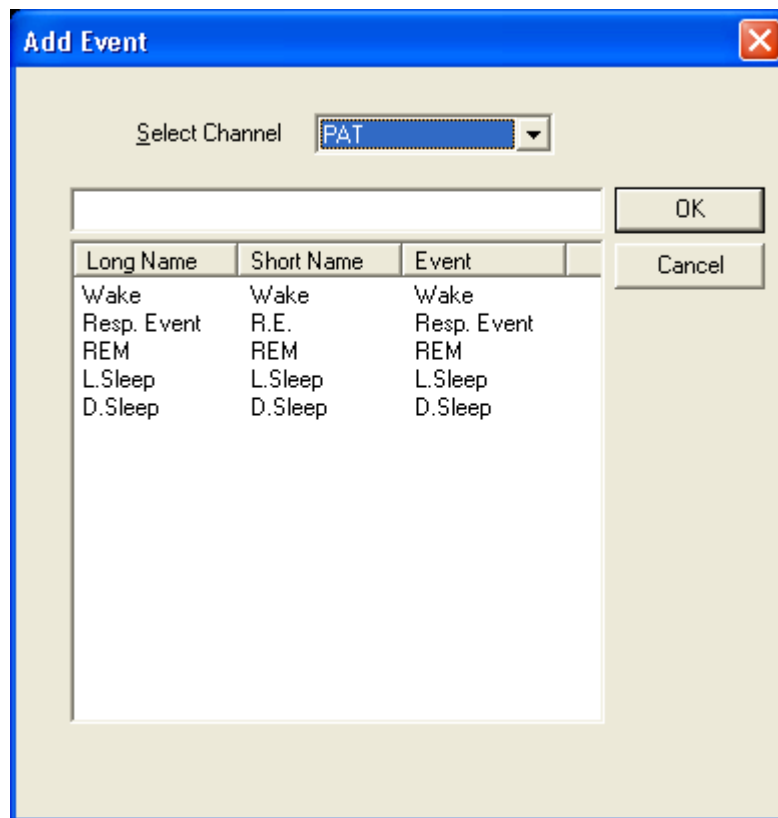 Add Event
Select Channel PAT
OK
Long Name Short Name Event
Cancel
Wake Wake Wake
Resp. Event R.E. Resp. Event
REM REM REM
L.Sleep L.Sleep L.Sleep
D.Sleep D.Sleep D.Sleep